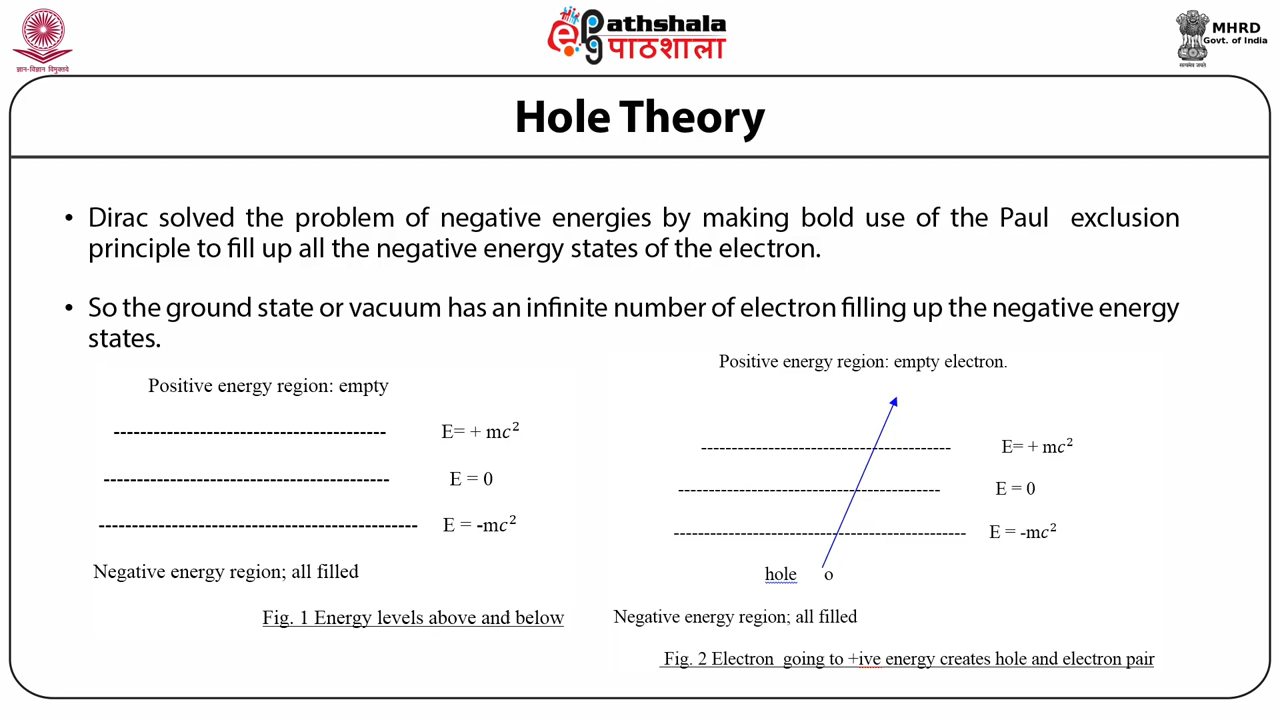 ज्ञान-विज्ञान विमुक्तये
ePathshala
पाठशाला
सत्यमेव जयते
MHRD
Govt. of India
Hole Theory
• Dirac solved the problem of negative energies by making bold use of the Paul exclusion
principle to fill up all the negative energy states of the electron.
• So the ground state or vacuum has an infinite number of electron filling up the negative energy
states.
Positive energy region: empty
E= + mc²
E = 0
E = -mc²
Negative energy region; all filled
Fig. 1 Energy levels above and below
Positive energy region: empty electron.
E= + mc²
E = 0
E = -mc²
hole o
Negative energy region; all filled
Fig. 2 Electron going to +ive energy creates hole and electron pair